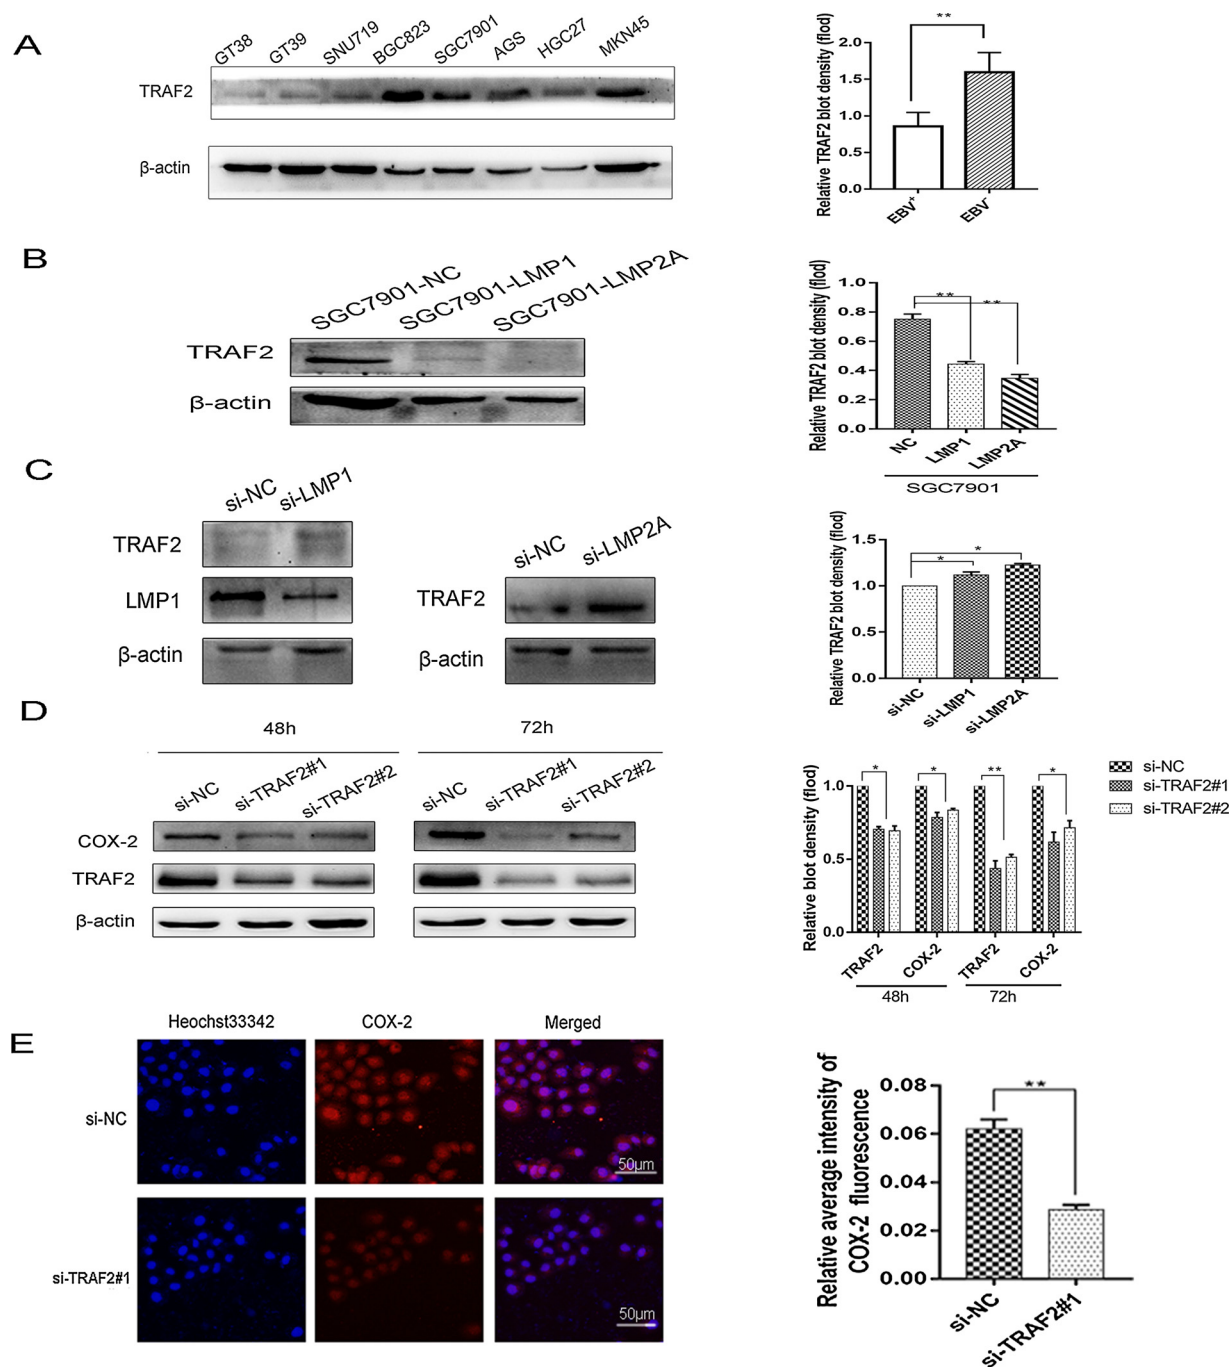 A
GT38
GT39
SNU719
BGC823
SGC7901
AGS
HGC27
MKN45
TRAF2
β-actin
Relative TRAF2 blot density (flod)
2.0
1.5
1.0
0.5
0.0
**
EBV+
EBV-
B
SGC7901-NC
SGC7901-LMP1
SGC7901-LMP2A
TRAF2
β-actin
Relative TRAF2 blot density (flod)
1.0
0.8
0.6
0.4
0.2
0.0
**
**
NC
LMP1
LMP2A
SGC7901
C
si-NC
si-LMP1
TRAF2
LMP1
β-actin
si-NC
si-LMP2A
TRAF2
β-actin
Relative TRAF2 blot density (flod)
1.5
1.0
0.5
0.0
*
*
si-NC
si-LMP1
si-LMP2A
D
48h
72h
si-NC
si-TRAF2#1
si-TRAF2#2
si-NC
si-TRAF2#1
si-TRAF2#2
COX-2
TRAF2
β-actin
Relative blot density (flod)
1.0
0.5
0.0
*
*
**
*
si-NC
si-TRAF2#1
si-TRAF2#2
TRAF2
COX-2
TRAF2
COX-2
48h
72h
E
Heochst33342
COX-2
Merged
si-NC
50μm
si-TRAF2#1
50μm
Relative average intensity of
COX-2 fluorescence
0.08
0.06
0.04
0.02
0.00
**
si-NC
si-TRAF2#1